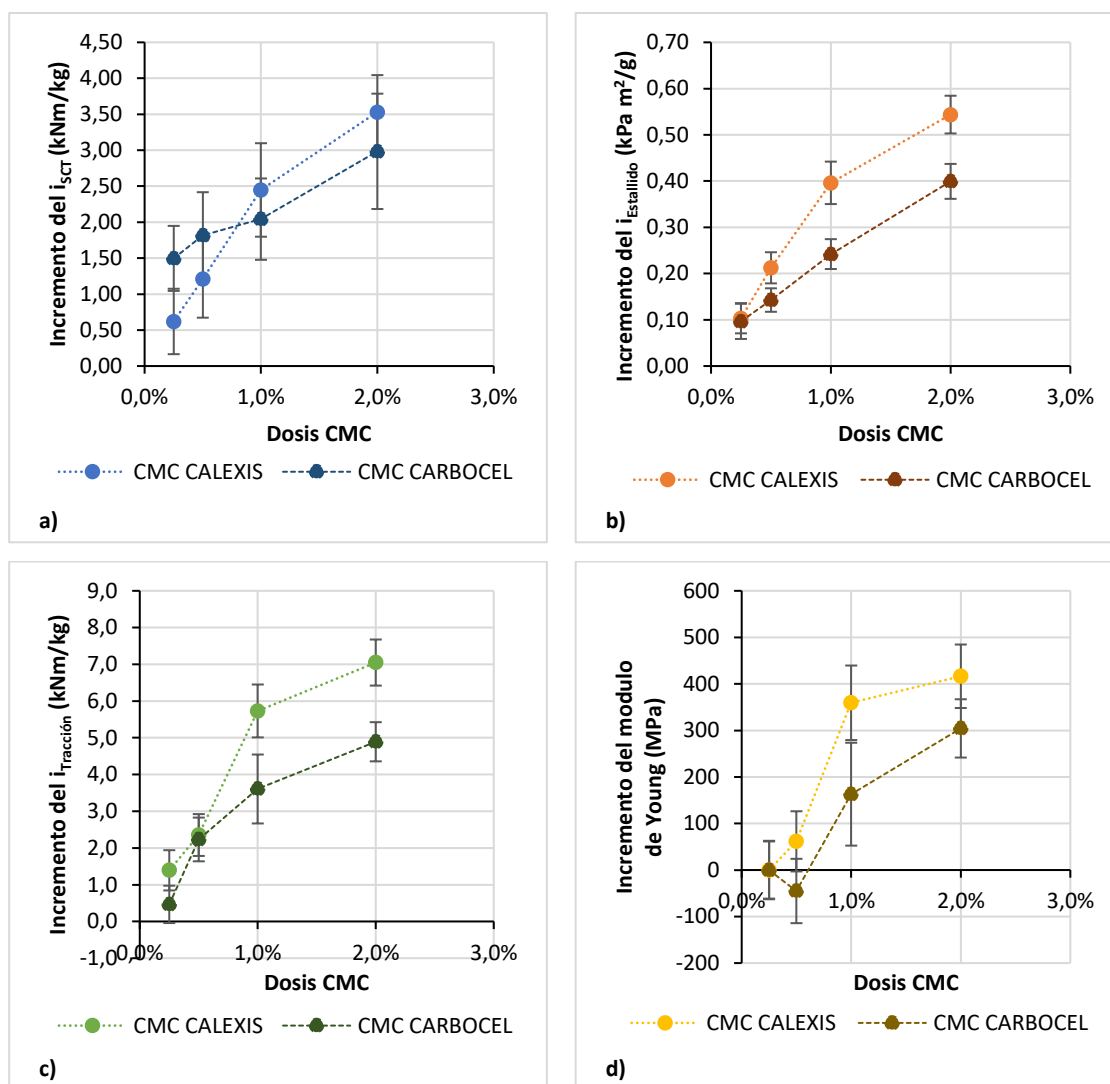 Incremento del i_SCT (kNm/kg)
4,50
4,00
3,50
3,00
2,50
2,00
1,50
1,00
0,50
0,00
0,0% 1,0% 2,0% 3,0%
Dosis CMC
CMC CALEXIS CMC CARBOCEL
a)
Incremento del i_Estallido (kPa m²/g)
0,70
0,60
0,50
0,40
0,30
0,20
0,10
0,00
0,0% 1,0% 2,0% 3,0%
Dosis CMC
CMC CALEXIS CMC CARBOCEL
b)
Incremento del i_Tracción (kNm/kg)
9,0
8,0
7,0
6,0
5,0
4,0
3,0
2,0
1,0
0,0
-1,0
0,0% 1,0% 2,0% 3,0%
Dosis CMC
CMC CALEXIS CMC CARBOCEL
c)
Incremento del modulo
de Young (MPa)
600
500
400
300
200
100
0
-100
-200
0,0% 1,0% 2,0% 3,0%
Dosis CMC
CMC CALEXIS CMC CARBOCEL
d)